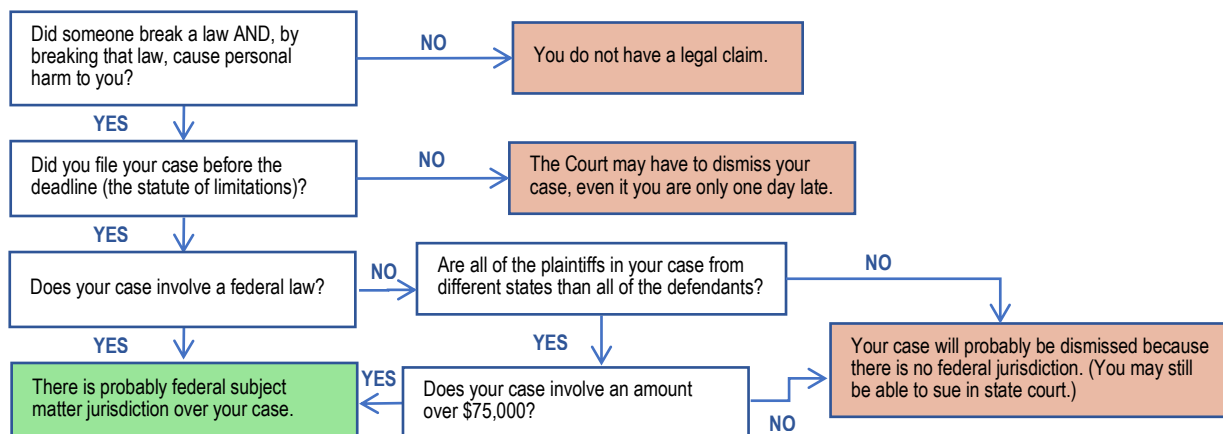 Did someone break a law AND, by
breaking that law, cause personal
harm to you?
NO
You do not have a legal claim.
YES
Did you file your case before the
deadline (the statute of limitations)?
NO
The Court may have to dismiss your
case, even it you are only one day late.
YES
Does your case involve a federal law?
NO
Are all of the plaintiffs in your case from
different states than all of the defendants?
NO
YES
YES
Your case will probably be dismissed because
there is no federal jurisdiction. (You may still
be able to sue in state court.)
There is probably federal subject
matter jurisdiction over your case.
YES
Does your case involve an amount
over $75,000?
NO